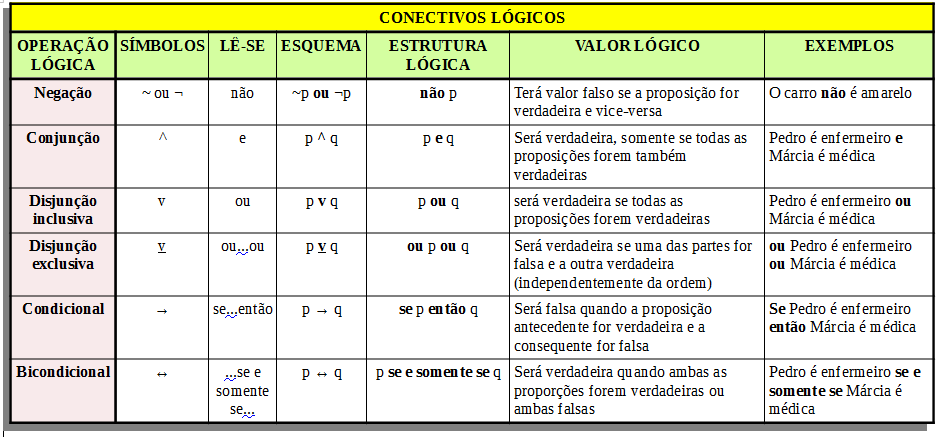 CONECTIVOS LÓGICOS
OPERAÇÃO LÓGICA SÍMBOLOS LÊ-SE ESQUEMA ESTRUTURA LÓGICA VALOR LÓGICO EXEMPLOS
Negação ~ ou ¬ não ~p ou ¬p não p Terá valor falso se a proposição for
verdadeira e vice-versa
O carro não é amarelo
Conjunção ^ e p ^ q p e q Será verdadeira, somente se todas as
proposições forem também
verdadeiras
Pedro é enfermeiro e
Márcia é médica
Disjunção
inclusiva
v ou p v q p ou q será verdadeira se todas as
proposições forem verdadeiras
Pedro é enfermeiro ou
Márcia é médica
Disjunção
exclusiva
v ou...ou p v q ou p ou q Será verdadeira se uma das partes for
falsa e a outra verdadeira
(independentemente da ordem)
ou Pedro é enfermeiro
ou Márcia é médica
Condicional → se...então p → q se p então q Será falsa quando a proposição
antecedente for verdadeira e a
consequente for falsa
Se Pedro é enfermeiro
então Márcia é médica
Bicondicional ↔ ...se e
somente
se...
p ↔ q p se e somente se q Será verdadeira quando ambas as
proporções forem verdadeiras ou
ambas falsas
Pedro é enfermeiro se e
somente se Márcia é
médica